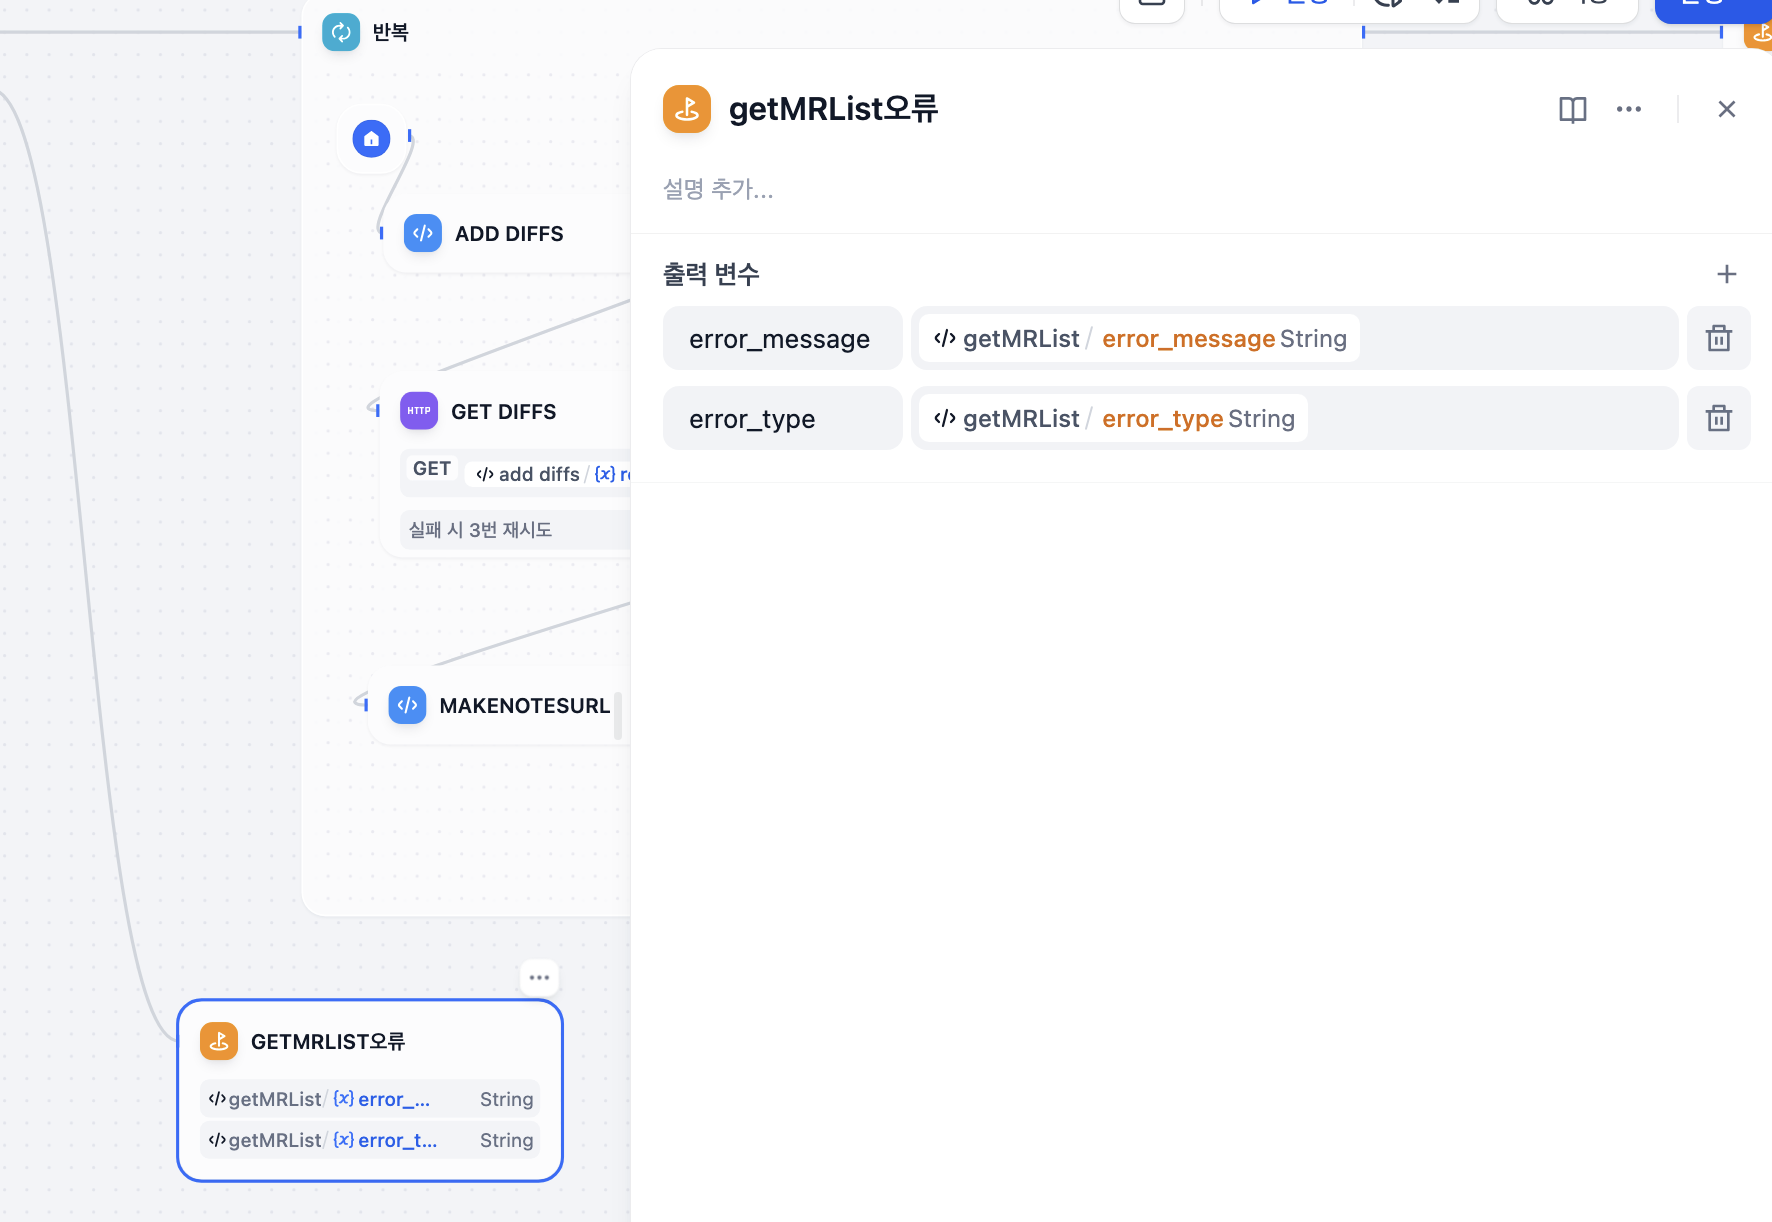 반복
ADD DIFFS
HTTP
GET DIFFS
GET
add diffs / {x}
실패 시 3번 재시도
MAKENOTESURL
GETMRLIST오류
getMRList / {x} error_... String
getMRList / {x} error_t... String
getMRList오류
설명 추가...
출력 변수
error_message
getMRList / error_message String
error_type
getMRList / error_type String